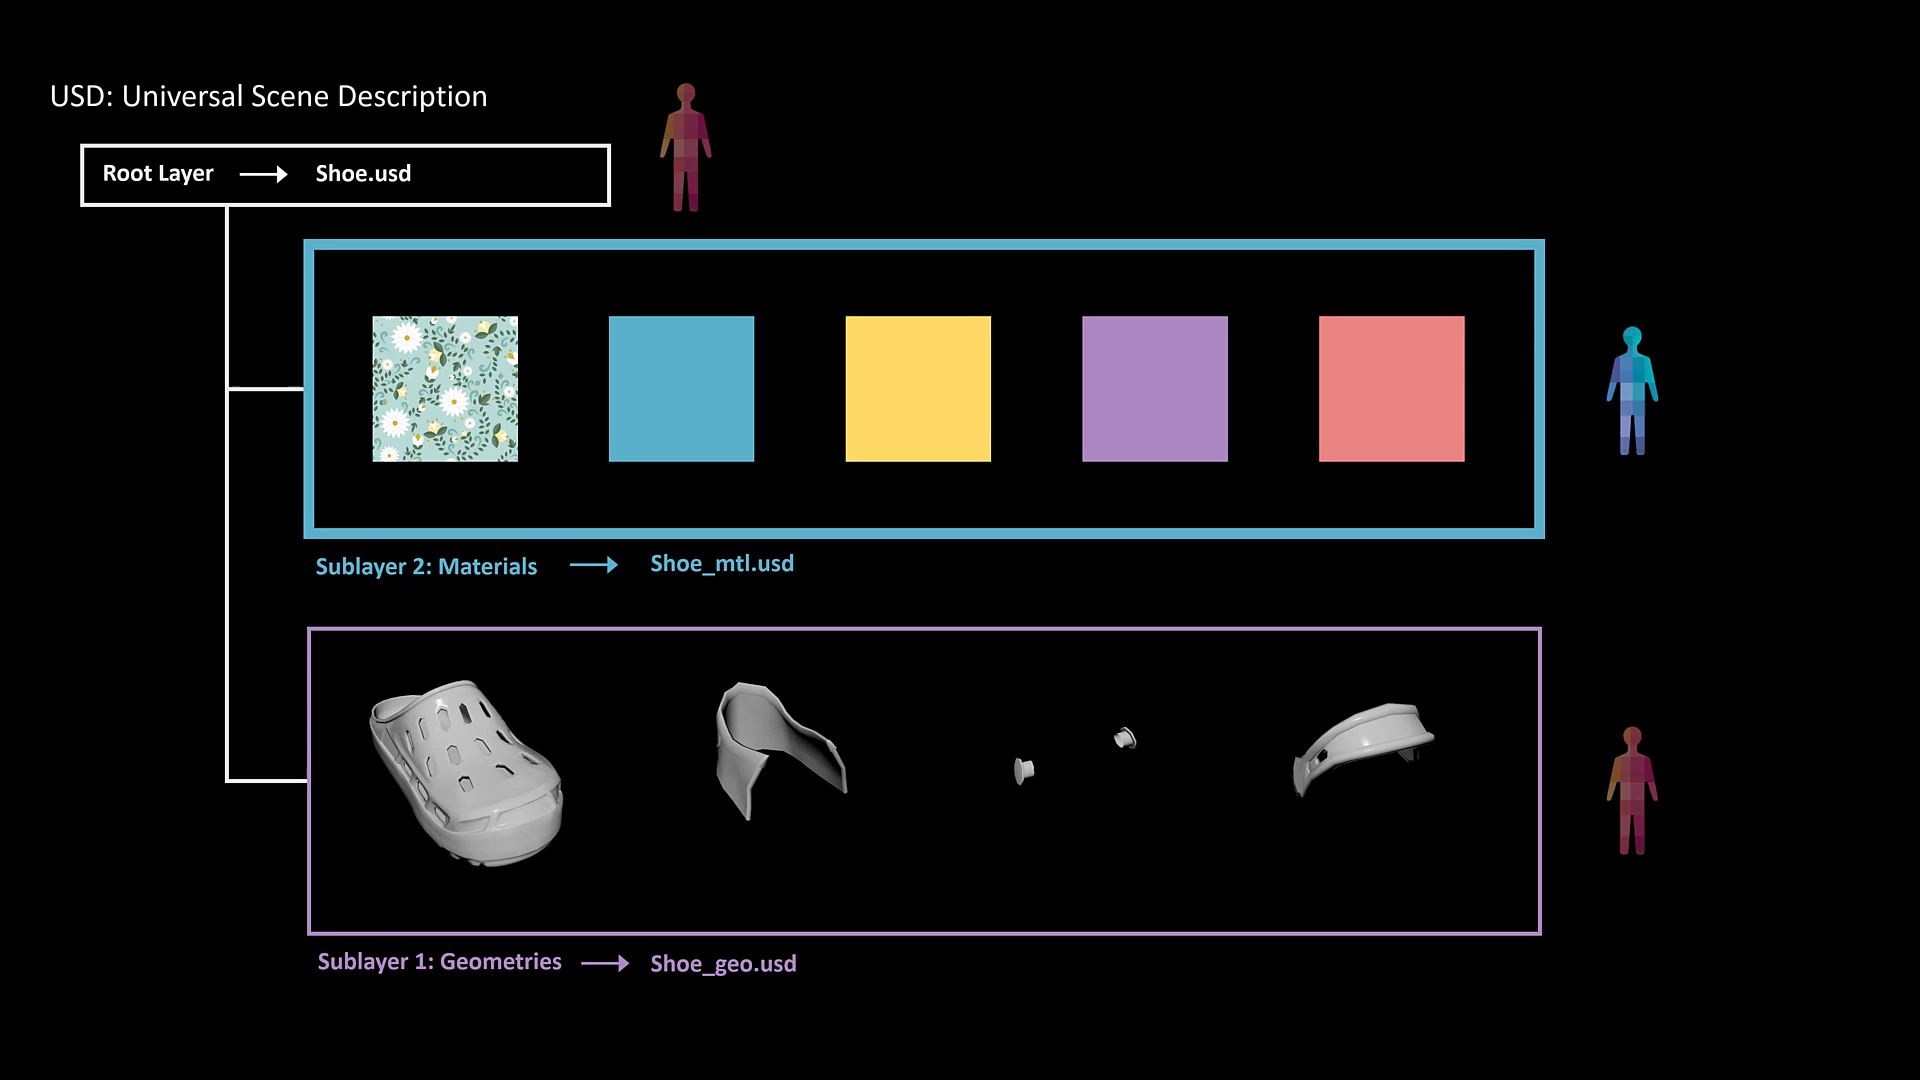 USD: Universal Scene Description
Root Layer → Shoe.usd
Sublayer 2: Materials → Shoe_mtl.usd
Sublayer 1: Geometries → Shoe_geo.usd